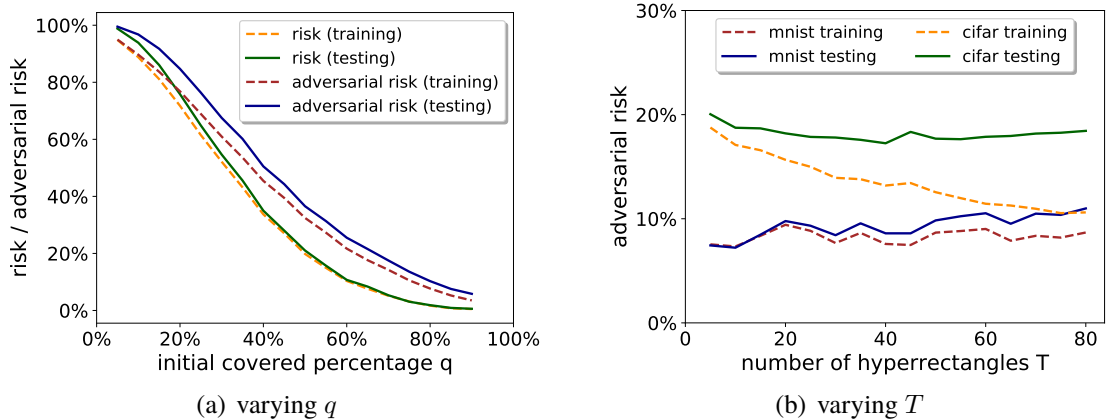 100%
80%
60%
40%
20%
0%
risk / adversarial risk
risk (training)
risk (testing)
adversarial risk (training)
adversarial risk (testing)
0% 20% 40% 60% 80% 100%
initial covered percentage q
(a) varying q
30%
20%
10%
0%
adversarial risk
mnist training cifar training
mnist testing cifar testing
0 20 40 60 80
number of hyperrectangles T
(b) varying T